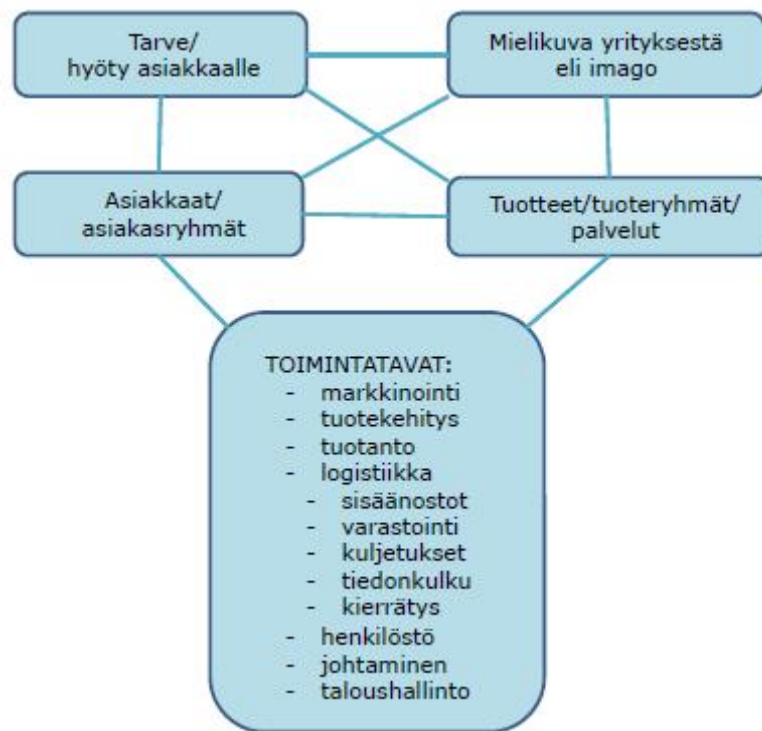 Tarve/
hyöty asiakkaalle
Mielikuva yrityksestä
eli imago
Asiakkaat/
asiakasryhmät
Tuotteet/tuoteryhmät/
palvelut
TOIMINTATAVAT:
- markkinointi
- tuotekehitys
- tuotanto
- logistiikka
- sisäänostot
- varastointi
- kuljetukset
- tiedonkulku
- kierrätys
- henkilöstö
- johtaminen
- taloushallinto